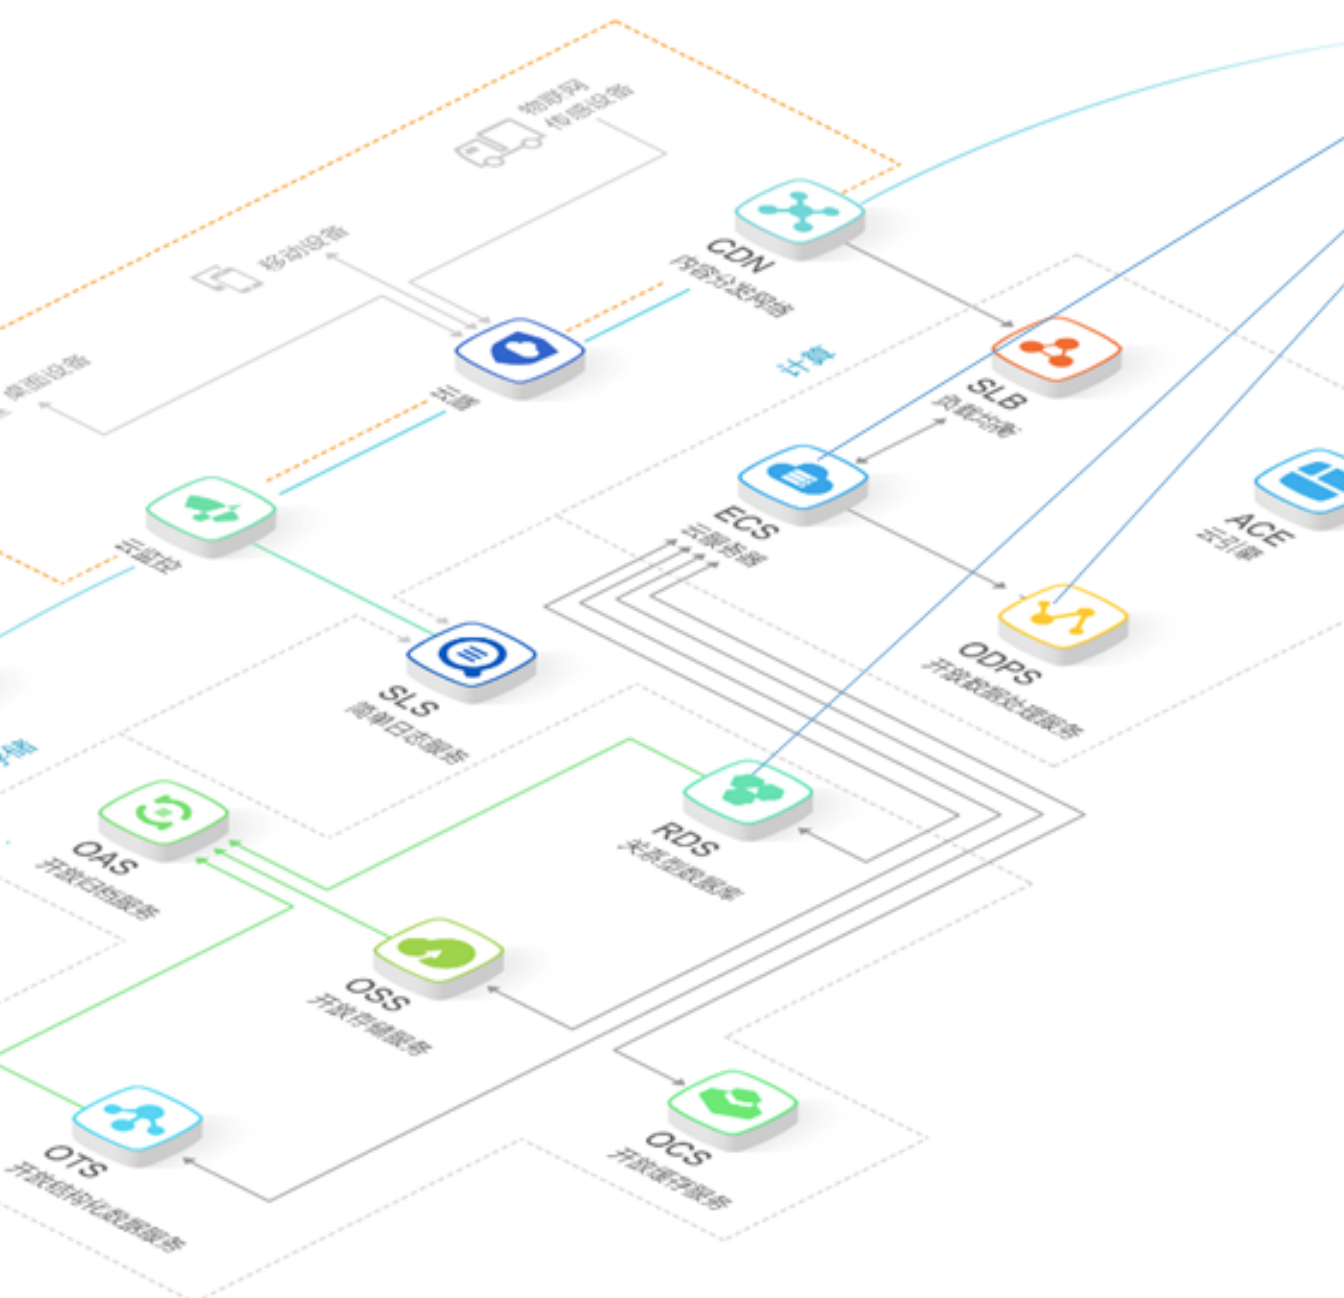 物联网
传感设备
移动设备
桌面设备
CDN
内容分发网络
云盾
计算
SLB
负载均衡
ECS
云服务器
ACE
云引擎
云监控
ODPS
开放数据处理服务
SLS
简单日志服务
存储
RDS
关系型数据库
OAS
开放归档服务
OSS
开放存储服务
OCS
开放缓存服务
OTS
开放结构化数据服务